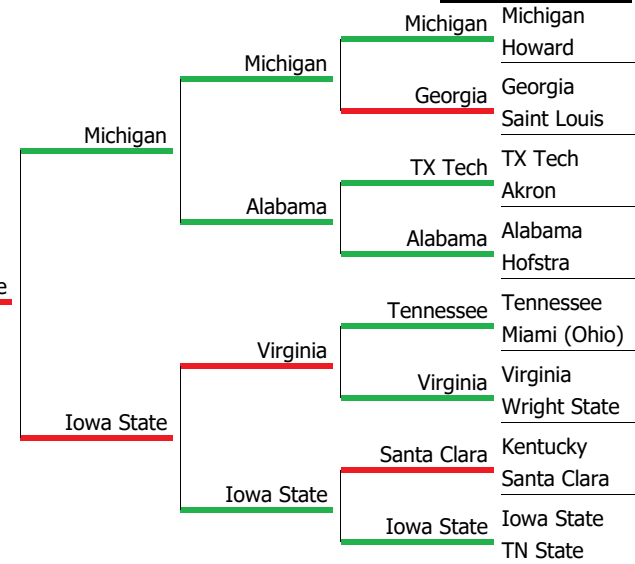 Michigan
Michigan
Howard
Michigan
Georgia
Georgia
Saint Louis
Michigan
TX Tech
TX Tech
Akron
Alabama
Alabama
Alabama
Hofstra
e
Tennessee
Tennessee
Miami (Ohio)
Virginia
Virginia
Virginia
Wright State
Iowa State
Santa Clara
Kentucky
Santa Clara
Iowa State
Iowa State
Iowa State
TN State